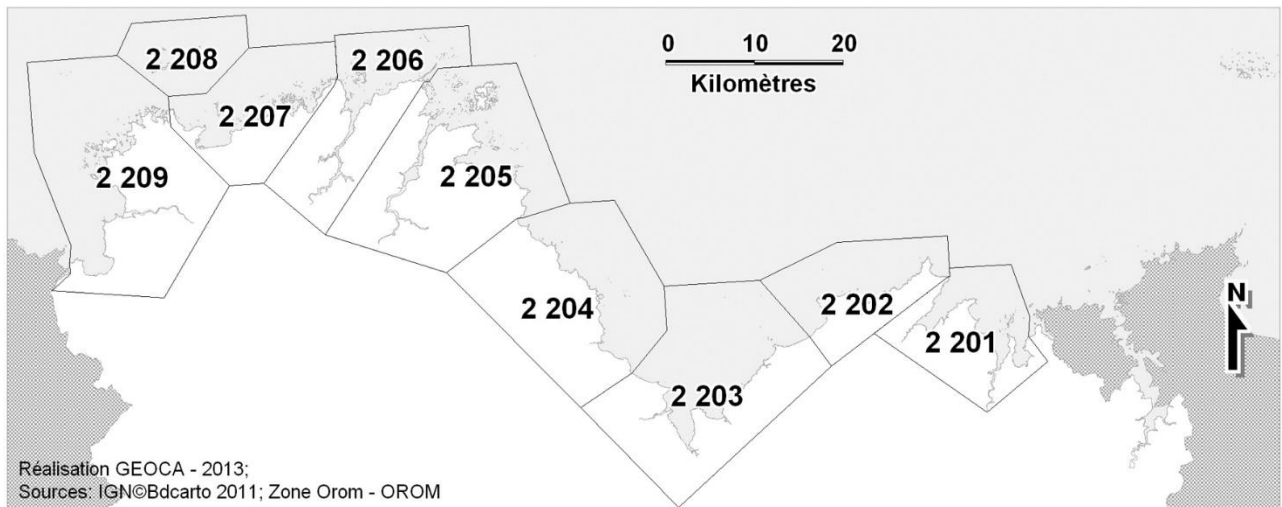 2 208
2 206
0 10 20
Kilomètres
2 207
2 209
2 205
2 204
2 202
2 201
2 203
N
Réalisation GEOCA - 2013;
Sources: IGN©Bdcarto 2011; Zone Orom - OROM